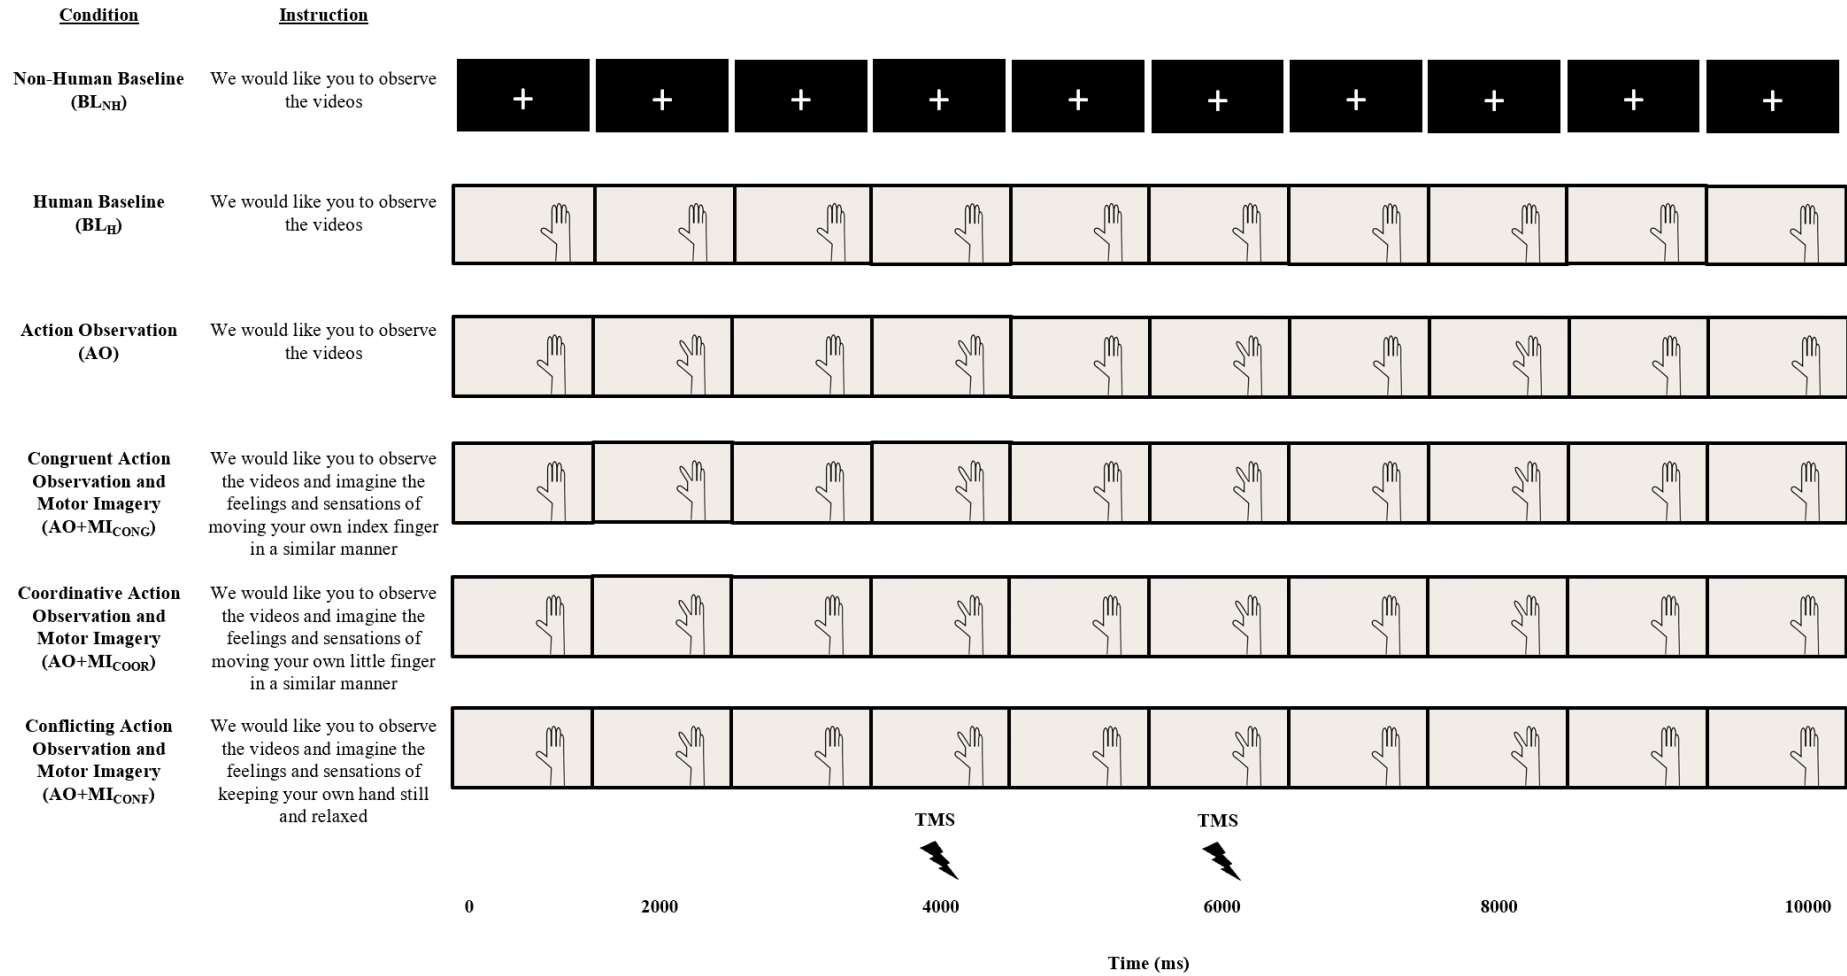 Condition
Instruction
Non-Human Baseline
(BLNH)
We would like you to observe
the videos
Human Baseline
(BLH)
We would like you to observe
the videos
Action Observation
(AO)
We would like you to observe
the videos
Congruent Action
Observation and
Motor Imagery
(AO+MICONG)
We would like you to observe
the videos and imagine the
feelings and sensations of
moving your own index finger
in a similar manner
Coordinative Action
Observation and
Motor Imagery
(AO+MICOOR)
We would like you to observe
the videos and imagine the
feelings and sensations of
moving your own little finger
in a similar manner
Conflicting Action
Observation and
Motor Imagery
(AO+MICONF)
We would like you to observe
the videos and imagine the
feelings and sensations of
keeping your own hand still
and relaxed
TMS
TMS
0
2000
4000
6000
8000
10000
Time (ms)